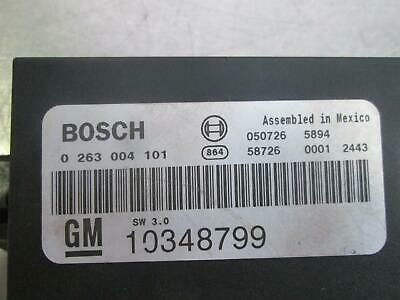 Assembled in Mexico
BOSCH 050726 5894
0 263 004 101 864 58726 0001 2443
SW 3.0
GM 10348799